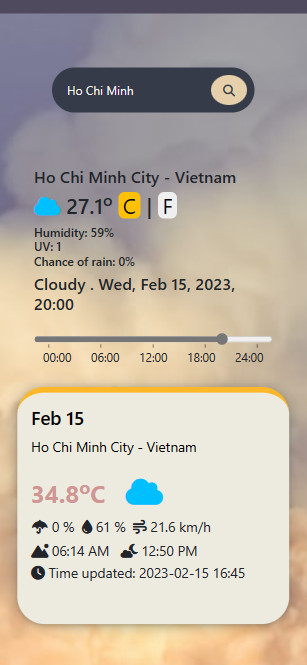 Ho Chi Minh
Ho Chi Minh City - Vietnam
27.1° C | F
Humidity: 59%
UV: 1
Chance of rain: 0%
Cloudy . Wed, Feb 15, 2023,
20:00
00:00 06:00 12:00 18:00 24:00
Feb 15
Ho Chi Minh City - Vietnam
34.8°C
0 % 61 % 21.6 km/h
06:14 AM 12:50 PM
Time updated: 2023-02-15 16:45